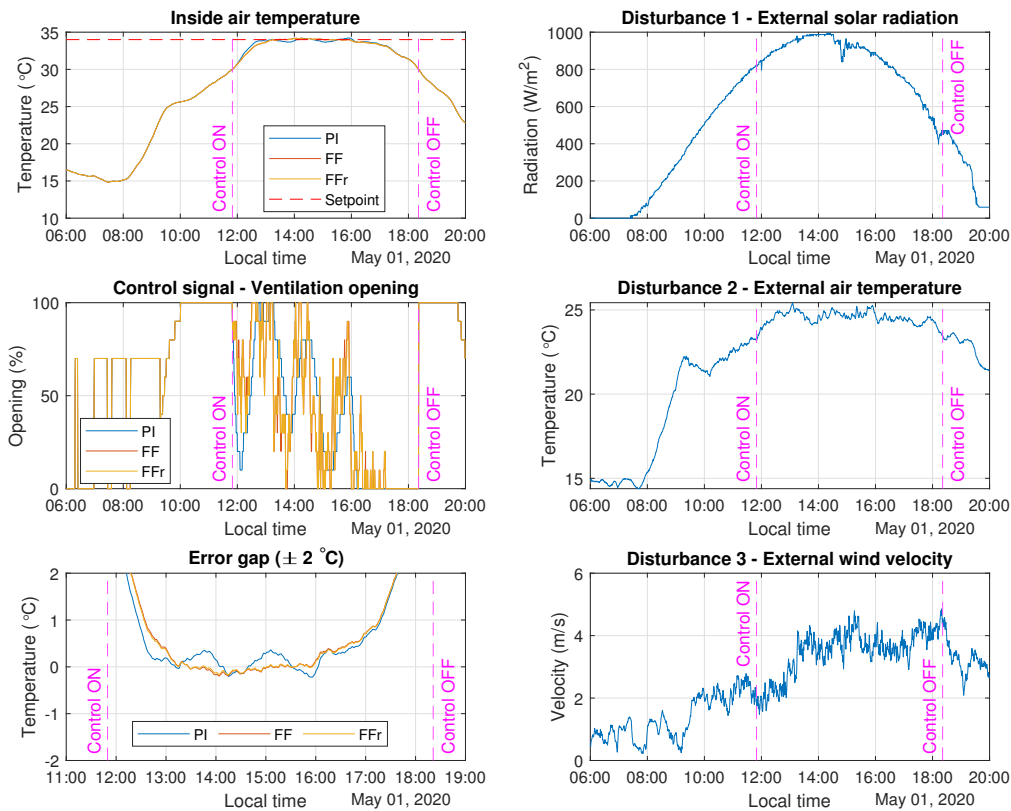 Inside air temperature
35
30
25
20
15
10
Temperature (°C)
Control ON
Control OFF
PI
FF
FFr
Setpoint
06:00 08:00 10:00 12:00 14:00 16:00 18:00 20:00
Local time
May 01, 2020
Disturbance 1 - External solar radiation
1000
800
600
400
200
0
Radiation (W/m²)
Control ON
Control OFF
06:00 08:00 10:00 12:00 14:00 16:00 18:00 20:00
Local time
May 01, 2020
Control signal - Ventilation opening
100
50
0
Opening (%)
PI
FF
FFr
Control ON
Control OFF
06:00 08:00 10:00 12:00 14:00 16:00 18:00 20:00
Local time
May 01, 2020
Disturbance 2 - External air temperature
25
20
15
Temperature (°C)
Control ON
Control OFF
06:00 08:00 10:00 12:00 14:00 16:00 18:00 20:00
Local time
May 01, 2020
Error gap (± 2 °C)
2
1
0
-1
-2
Temperature (°C)
Control ON
Control OFF
PI FF FFr
11:00 12:00 13:00 14:00 15:00 16:00 17:00 18:00 19:00
Local time
May 01, 2020
Disturbance 3 - External wind velocity
6
4
2
0
Velocity (m/s)
Control ON
Control OFF
06:00 08:00 10:00 12:00 14:00 16:00 18:00 20:00
Local time
May 01, 2020